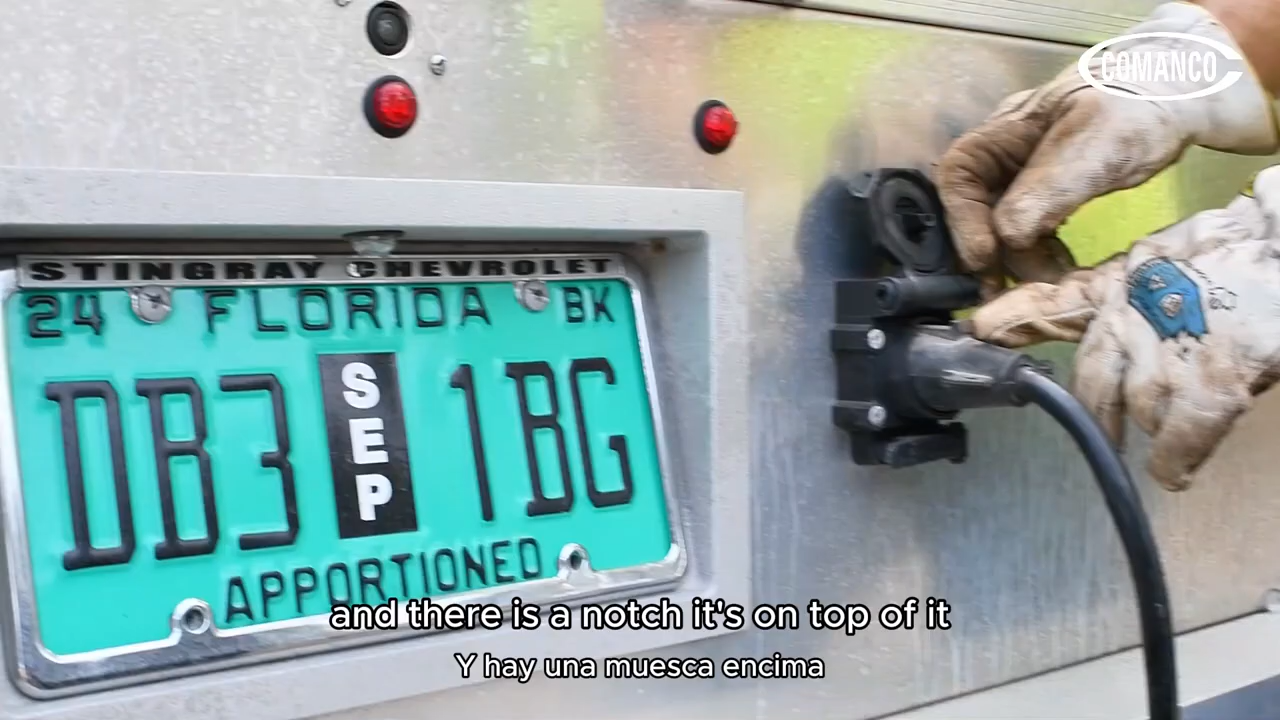 COMANCO
STINGRAY CHEVROLET
24 FLORIDA BK
DB3 SEP 1BG
APPORTIONED
and there is a notch it's on top of it
Y hay una muesca encima